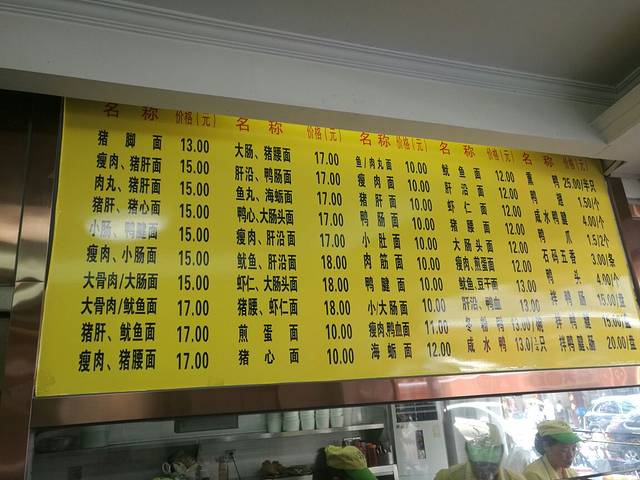 名称 价格(元) 名称 价格(元) 名称 价格(元) 名称 价格(元) 名称 价格(元)
猪脚面 13.00
瘦肉、猪肝面 15.00
肉丸、猪肝面 15.00
猪肝、猪心面 15.00
小肠、鸭腱面 15.00
瘦肉、小肠面 15.00
大骨肉/大肠面 15.00
大骨肉/鱿鱼面 17.00
猪肝、鱿鱼面 17.00
瘦肉、猪腰面 17.00
大肠、猪腰面 17.00
肝沿、鸭肠面 17.00
鱼丸、海蛎面 17.00
鸭心、大肠头面 17.00
瘦肉、肝沿面 17.00
鱿鱼、肝沿面 18.00
虾仁、大肠头面 18.00
猪腰、虾仁面 18.00
煎蛋面 10.00
猪心面 10.00
鱼/肉丸面 10.00
瘦肉面 10.00
猪肝面 10.00
鸭肠面 10.00
小肚面 10.00
肉筋面 10.00
鸭腱面 10.00
小/大肠面 10.00
瘦肉,鸭血面 11.00
海蛎面 12.00
鱿鱼面 12.00
肝沿面 12.00
虾仁面 12.00
猪腰面 12.00
大肠头面 12.00
瘦肉、煎蛋面 12.00
鱿鱼、豆干面 13.00
肝沿、鸭血 13.00
鸭 13.00/碗
咸水鸭 13.0/只
熏鸭 25.00/半只
鸭翅 1.50/个
咸水鸭腱 4.00/个
鸭爪 1.5/2个
石码五香 3.00/条
鸭头 4.00/个
拌鸭肠 15.00/盘
拌鸭腱 15.00/盘
拌鸭腱、肠 20.00/盘